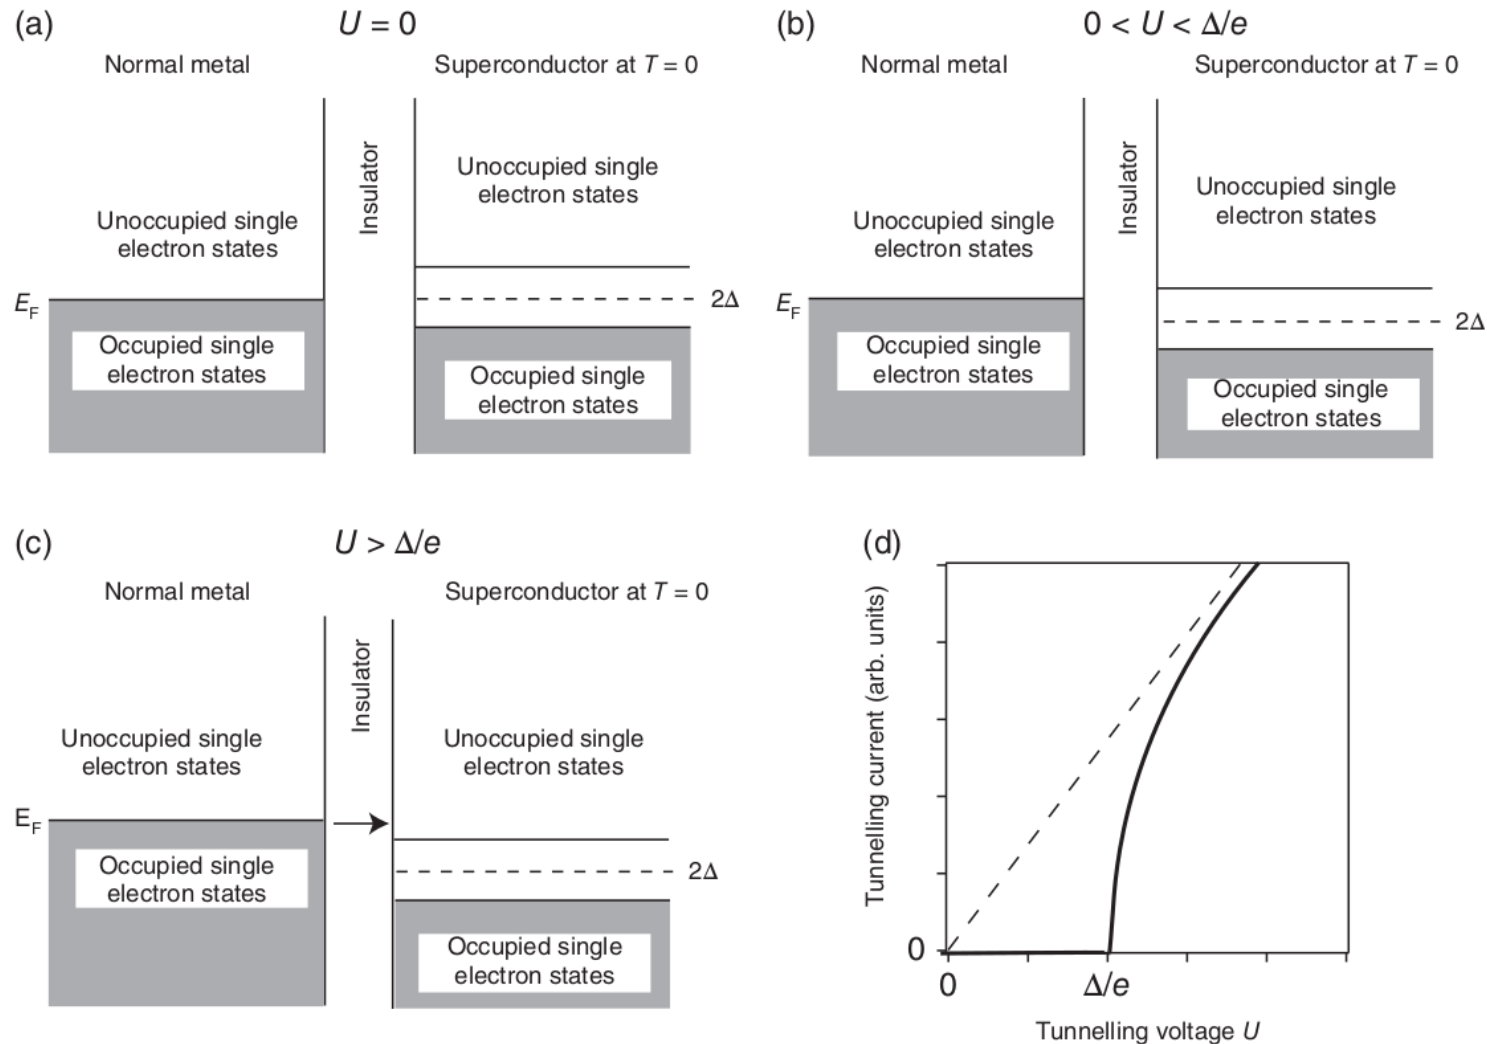 (a)
U = 0
Normal metal
Superconductor at T = 0
Insulator
Unoccupied single
electron states
Unoccupied single
electron states
E_F
2Δ
Occupied single
electron states
Occupied single
electron states
(b)
0 < U < Δ/e
Normal metal
Superconductor at T = 0
Insulator
Unoccupied single
electron states
Unoccupied single
electron states
E_F
2Δ
Occupied single
electron states
Occupied single
electron states
(c)
U > Δ/e
Normal metal
Superconductor at T = 0
Insulator
Unoccupied single
electron states
Unoccupied single
electron states
E_F
2Δ
Occupied single
electron states
Occupied single
electron states
(d)
Tunnelling current (arb. units)
0
0
Δ/e
Tunnelling voltage U